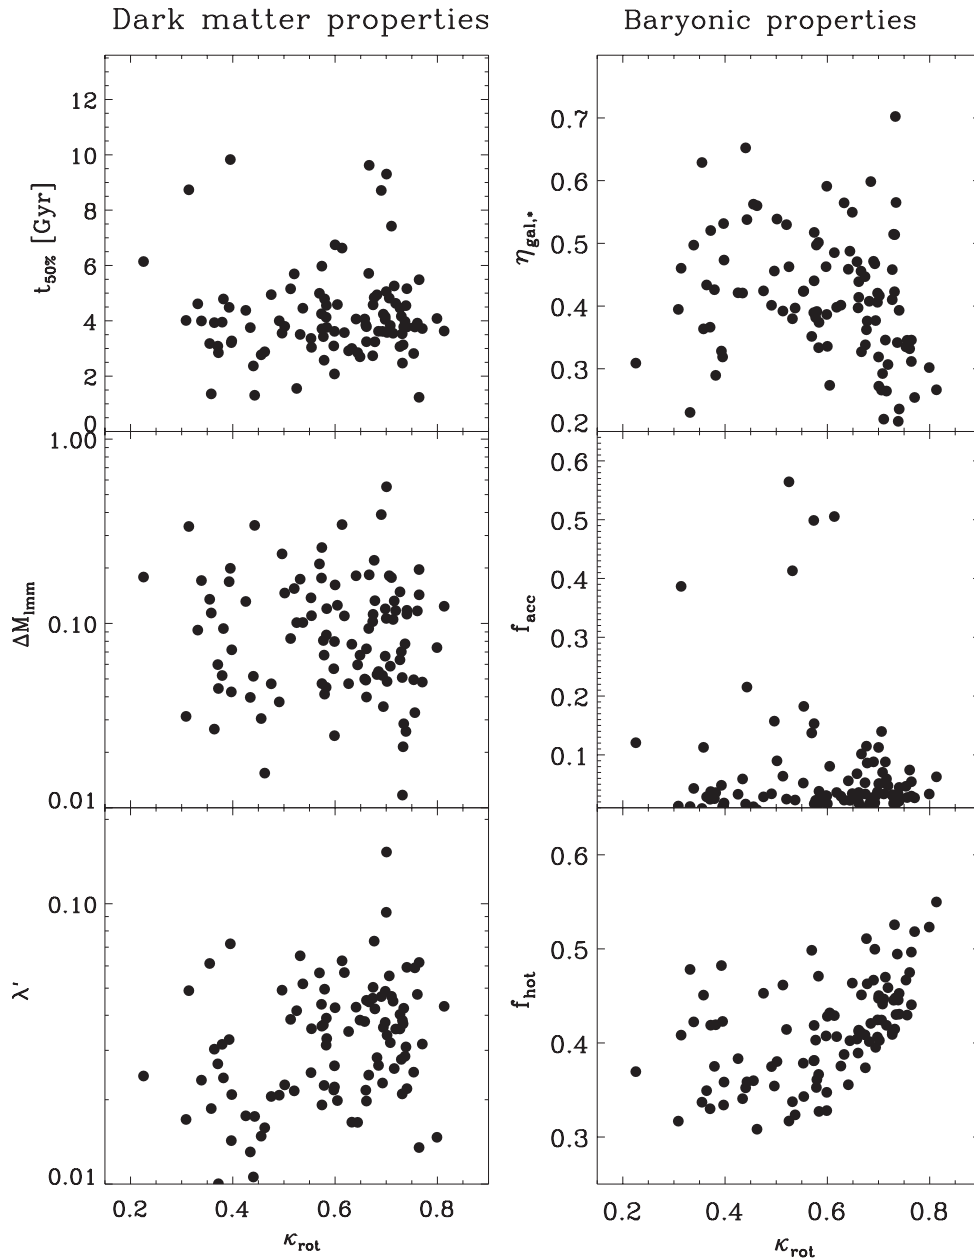 Dark matter properties
Baryonic properties
t50% [Gyr]
12
10
8
6
4
2
0
ηgal,*
0.7
0.6
0.5
0.4
0.3
0.2
ΔMlmm
1.00
0.10
0.01
facc
0.6
0.5
0.4
0.3
0.2
0.1
λ'
0.10
0.01
0.2 0.4 0.6 0.8
κrot
fhot
0.6
0.5
0.4
0.3
0.2 0.4 0.6 0.8
κrot